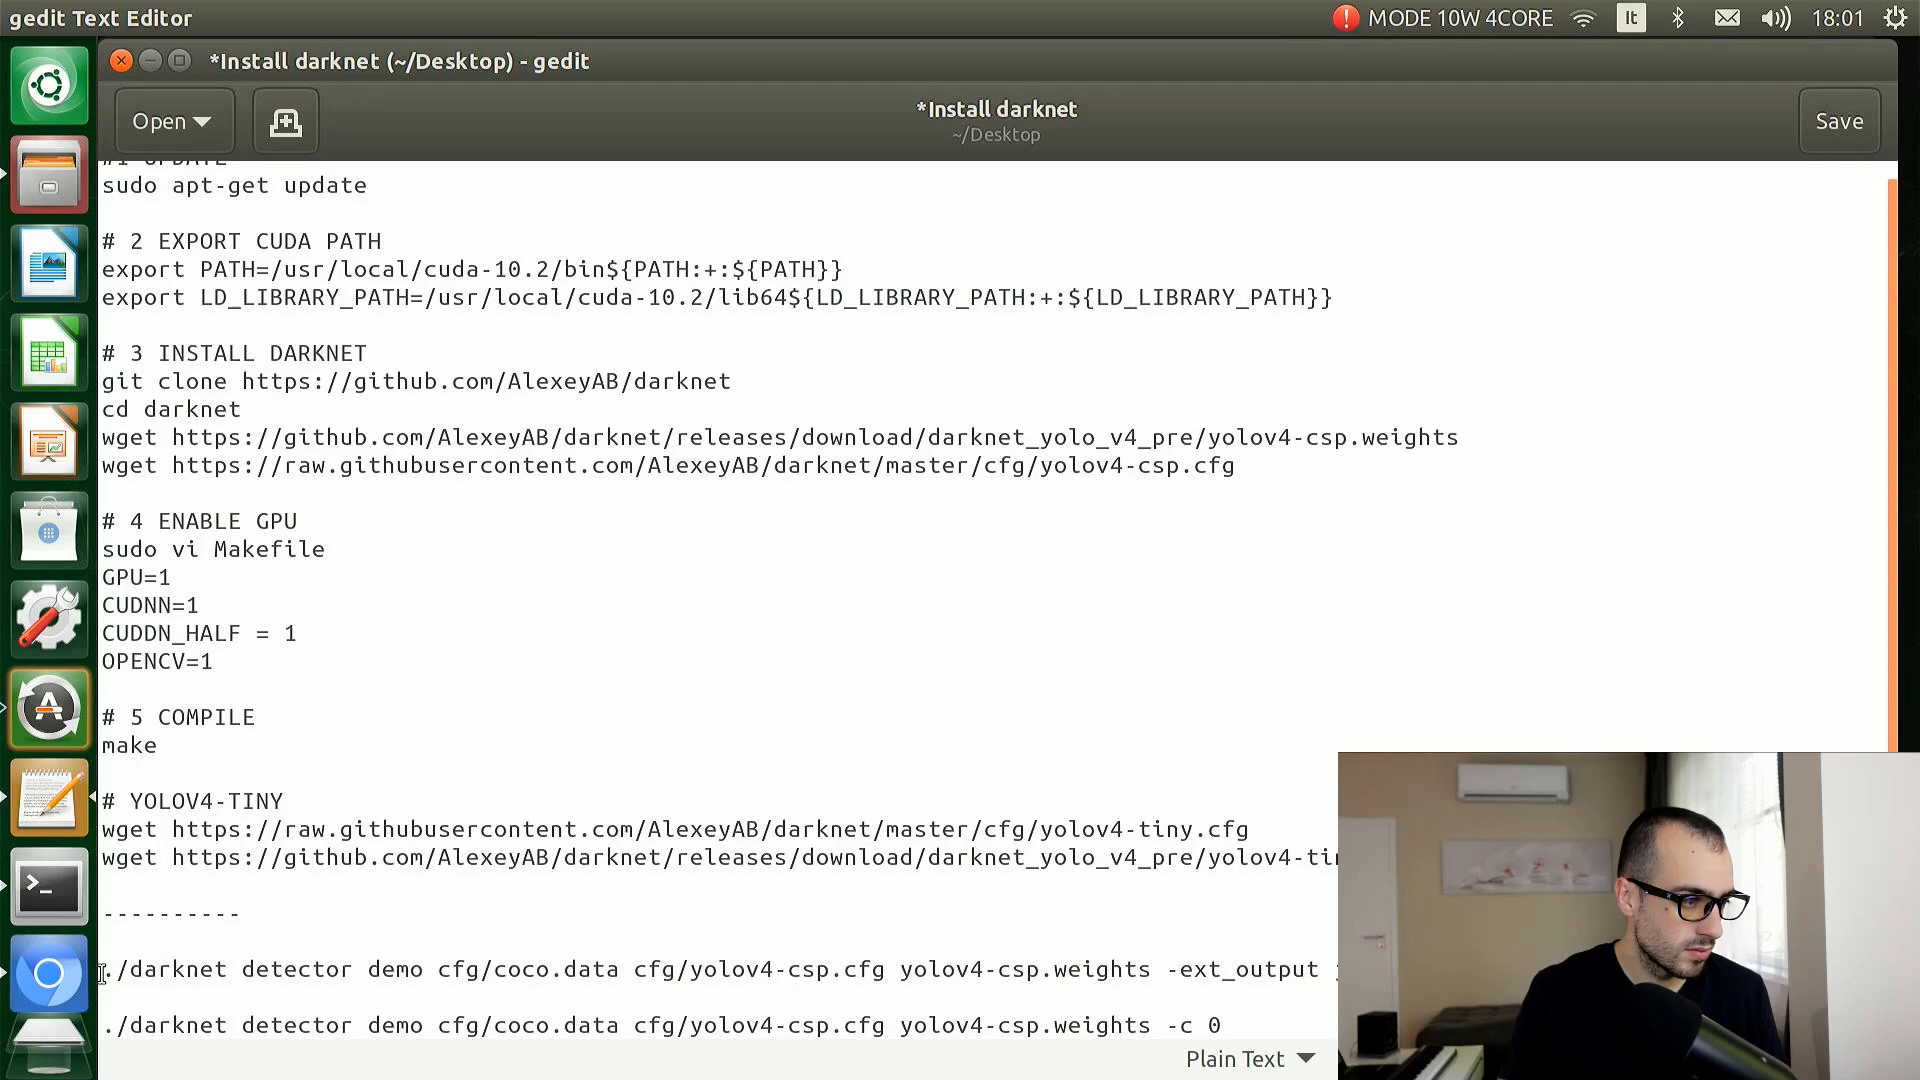 gedit Text Editor
MODE 10W 4CORE
It
18:01
*Install darknet (~/Desktop) - gedit
Open
*Install darknet
~/Desktop
Save
#1 UPDATE
sudo apt-get update
# 2 EXPORT CUDA PATH
export PATH=/usr/local/cuda-10.2/bin${PATH:+:${PATH}}
export LD_LIBRARY_PATH=/usr/local/cuda-10.2/lib64${LD_LIBRARY_PATH:+:${LD_LIBRARY_PATH}}
# 3 INSTALL DARKNET
git clone https://github.com/AlexeyAB/darknet
cd darknet
wget https://github.com/AlexeyAB/darknet/releases/download/darknet_yolo_v4_pre/yolov4-csp.weights
wget https://raw.githubusercontent.com/AlexeyAB/darknet/master/cfg/yolov4-csp.cfg
# 4 ENABLE GPU
sudo vi Makefile
GPU=1
CUDNN=1
CUDDN_HALF = 1
OPENCV=1
# 5 COMPILE
make
# YOLOV4-TINY
wget https://raw.githubusercontent.com/AlexeyAB/darknet/master/cfg/yolov4-tiny.cfg
wget https://github.com/AlexeyAB/darknet/releases/download/darknet_yolo_v4_pre/yolov4-ti
----------
./darknet detector demo cfg/coco.data cfg/yolov4-csp.cfg yolov4-csp.weights -ext_output
./darknet detector demo cfg/coco.data cfg/yolov4-csp.cfg yolov4-csp.weights -c 0
Plain Text